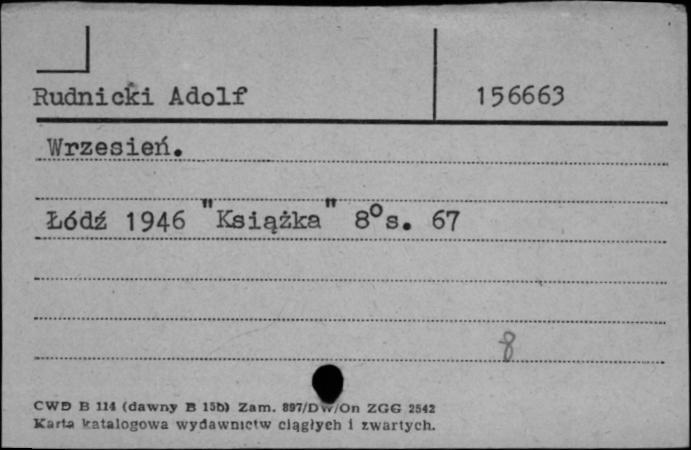 Rudnicki Adolf 156663
Wrzesień.
Łódź 1946 "Książka" 8°s. 67
8
CWD B 114 (dawny B 15b) Zam. 897/DW/On ZGG 2542
Karta katalogowa wydawnictw ciągłych i zwartych.